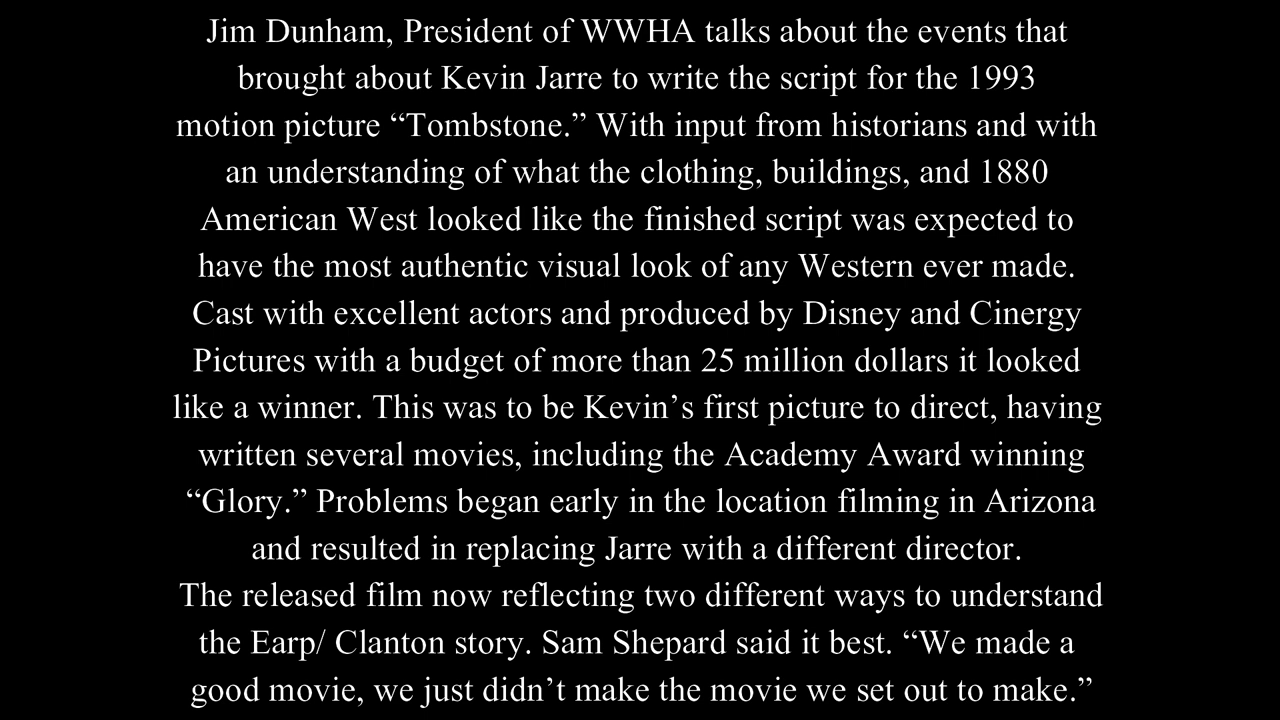 Jim Dunham, President of WWHA talks about the events that
brought about Kevin Jarre to write the script for the 1993
motion picture “Tombstone.” With input from historians and with
an understanding of what the clothing, buildings, and 1880
American West looked like the finished script was expected to
have the most authentic visual look of any Western ever made.
Cast with excellent actors and produced by Disney and Cinergy
Pictures with a budget of more than 25 million dollars it looked
like a winner. This was to be Kevin’s first picture to direct, having
written several movies, including the Academy Award winning
“Glory.” Problems began early in the location filming in Arizona
and resulted in replacing Jarre with a different director.
The released film now reflecting two different ways to understand
the Earp/ Clanton story. Sam Shepard said it best. “We made a
good movie, we just didn’t make the movie we set out to make.”